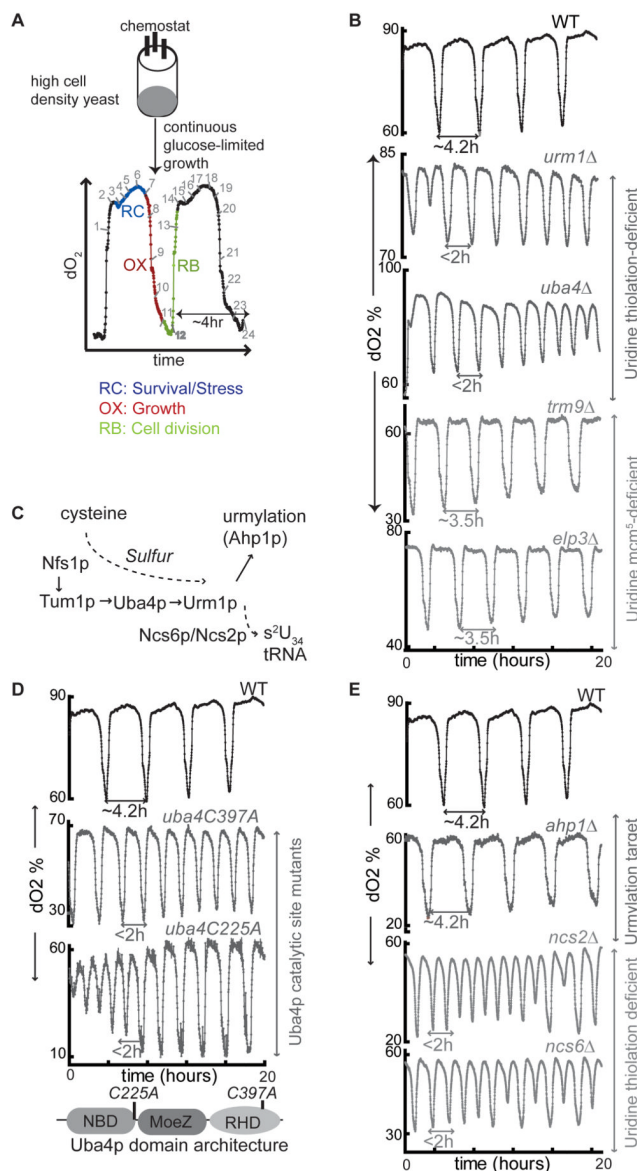 A
chemostat
high cell
density yeast
continuous
glucose-limited
growth
dO2
1
2
3
4
5
6
7
8
9
10
11
12
13
14
15
16
17
18
19
20
21
22
23
24
RC
OX
RB
~4hr
time
RC: Survival/Stress
OX: Growth
RB: Cell division
B
WT
90
60
~4.2h
85
urm1Δ
70
<2h
100
uba4Δ
60
<2h
dO2 %
trm9Δ
60
30
~3.5h
80
elp3Δ
40
~3.5h
0
time (hours)
20
Uridine thiolation-deficient
Uridine mcm⁵-deficient
C
cysteine
urmylation
(Ahp1p)
Sulfur
Nfs1p
Tum1p → Uba4p → Urm1p
Ncs6p/Ncs2p
s²U34
tRNA
D
WT
90
60
~4.2h
70
uba4C397A
30
<2h
dO2 %
uba4C225A
60
10
<2h
0
time (hours)
20
Uba4p catalytic site mutants
C225A
C397A
NBD
MoeZ
RHD
Uba4p domain architecture
E
WT
90
60
~4.2h
ahp1Δ
60
20
~4.2h
dO2 %
ncs2Δ
60
20
<2h
ncs6Δ
60
30
<2h
0
time (hours)
20
Urmylation target
Uridine thiolation deficient